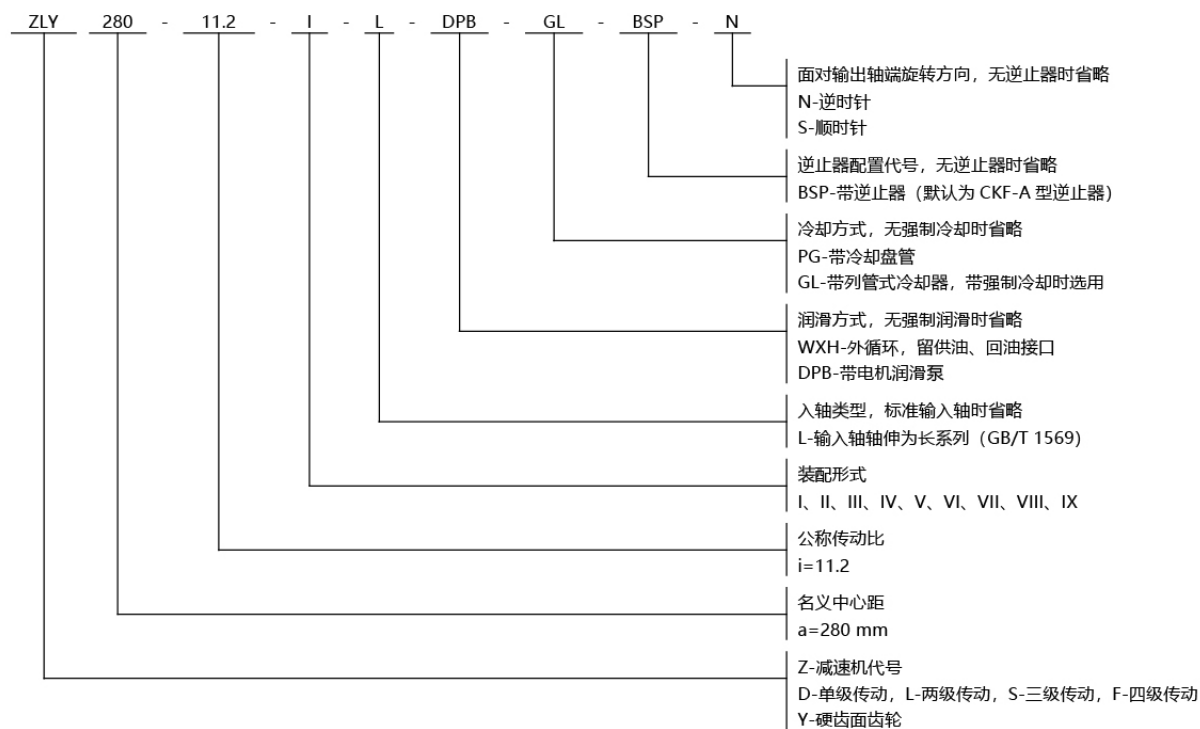 ZLY 280 - 11.2 - I - L - DPB - GL - BSP - N
面对输出轴端旋转方向，无逆止器时省略
N-逆时针
S-顺时针
逆止器配置代号，无逆止器时省略
BSP-带逆止器（默认为 CKF-A 型逆止器）
冷却方式，无强制冷却时省略
PG-带冷却盘管
GL-带列管式冷却器，带强制冷却时选用
润滑方式，无强制润滑时省略
WXH-外循环，留供油、回油接口
DPB-带电机润滑泵
入轴类型，标准输入轴时省略
L-输入轴轴伸为长系列（GB/T 1569）
装配形式
I、II、III、IV、V、VI、VII、VIII、IX
公称传动比
i=11.2
名义中心距
a=280 mm
Z-减速机代号
D-单级传动，L-两级传动，S-三级传动，F-四级传动
Y-硬齿面齿轮